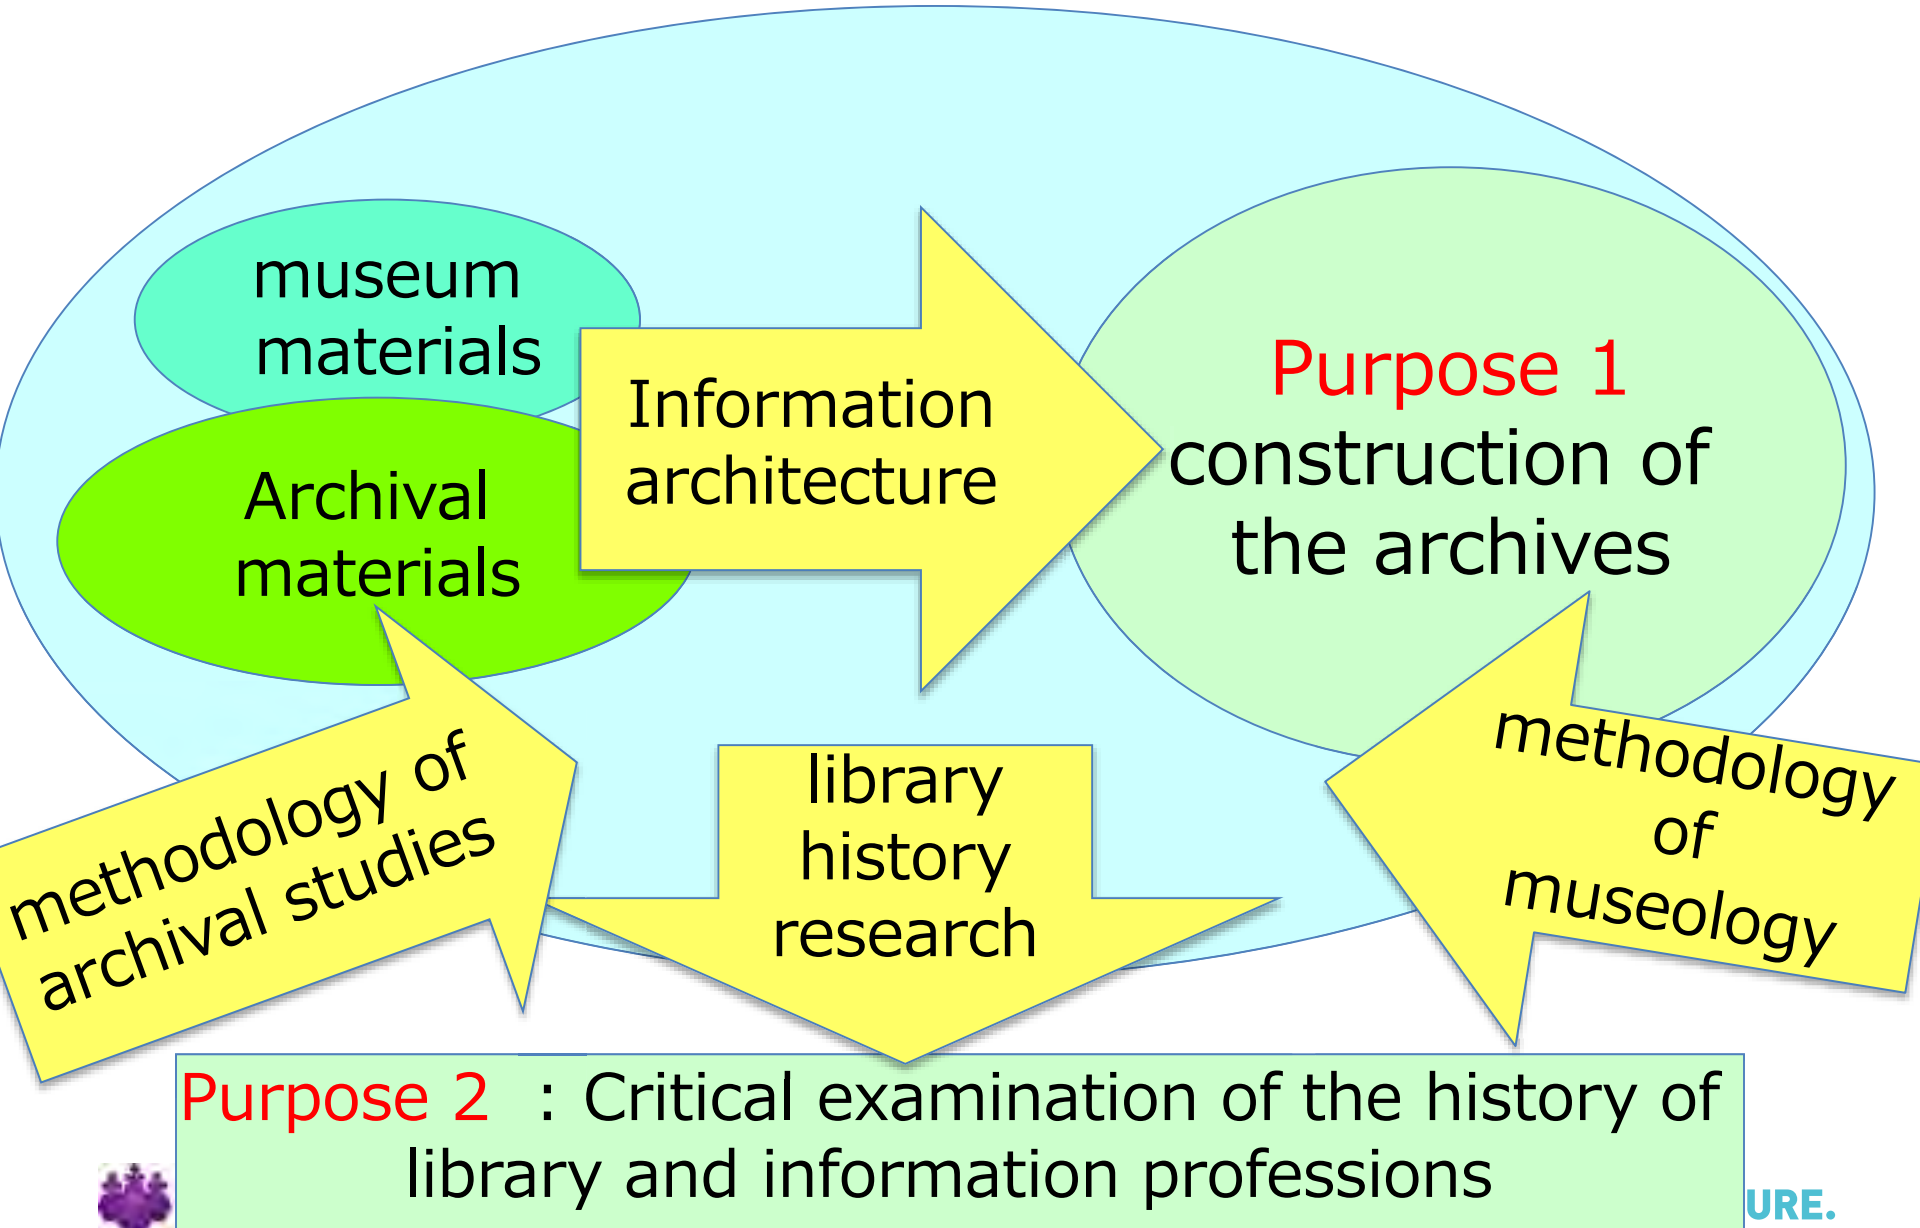 museum
materials
Archival
materials
Information
architecture
Purpose 1
construction of
the archives
methodology of
archival studies
library
history
research
methodology
of
museology
Purpose 2 : Critical examination of the history of
library and information professions
URE.